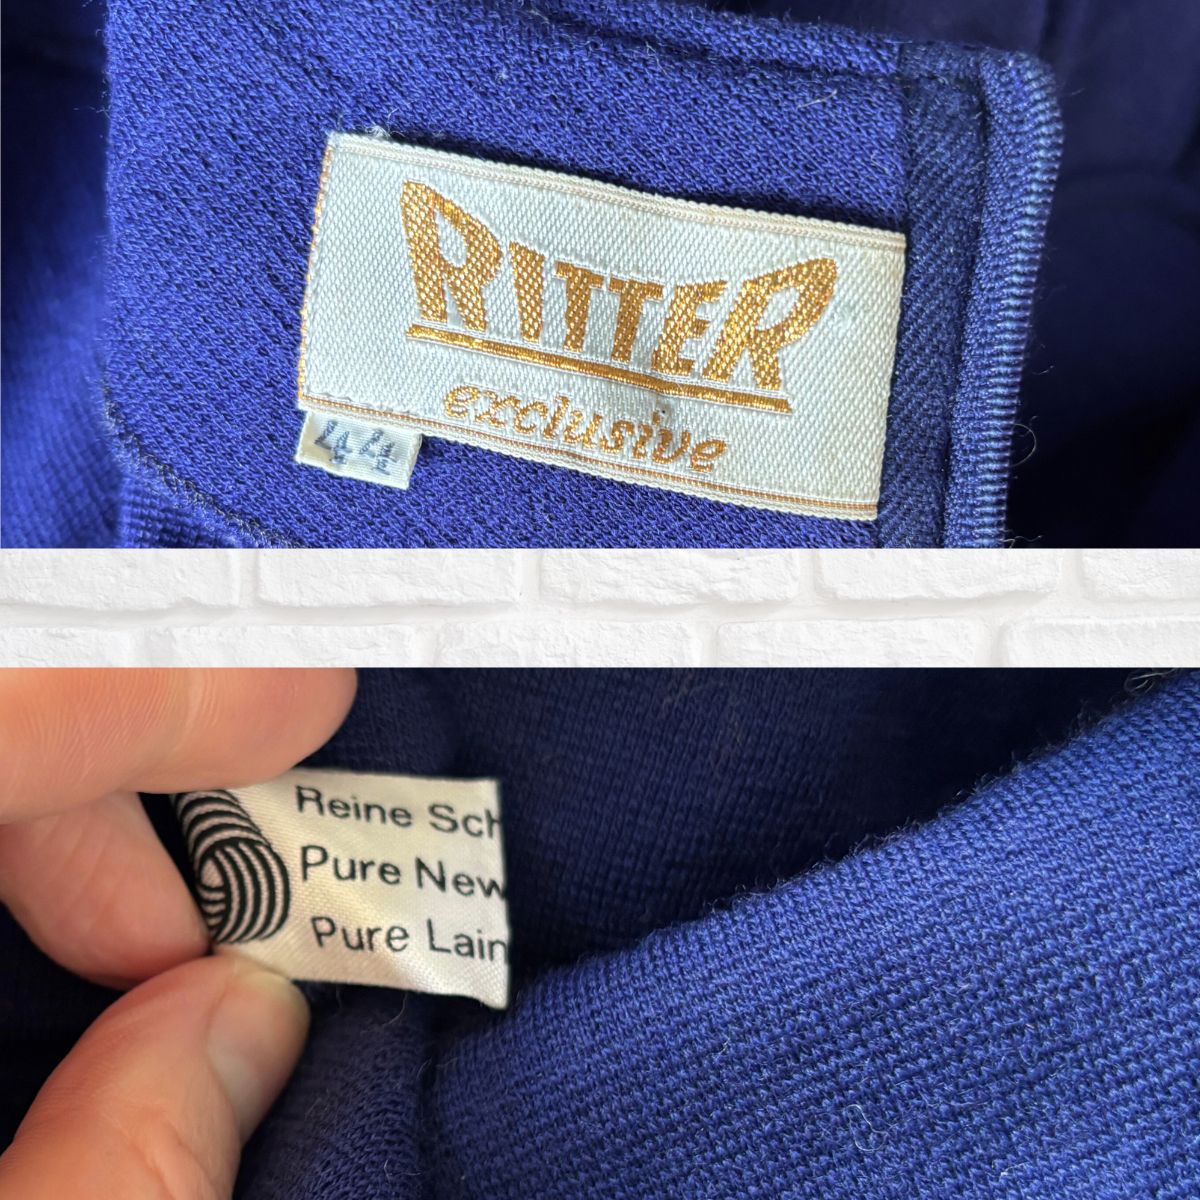 RITTER
exclusive
44
Reine Sch
Pure New
Pure Lain